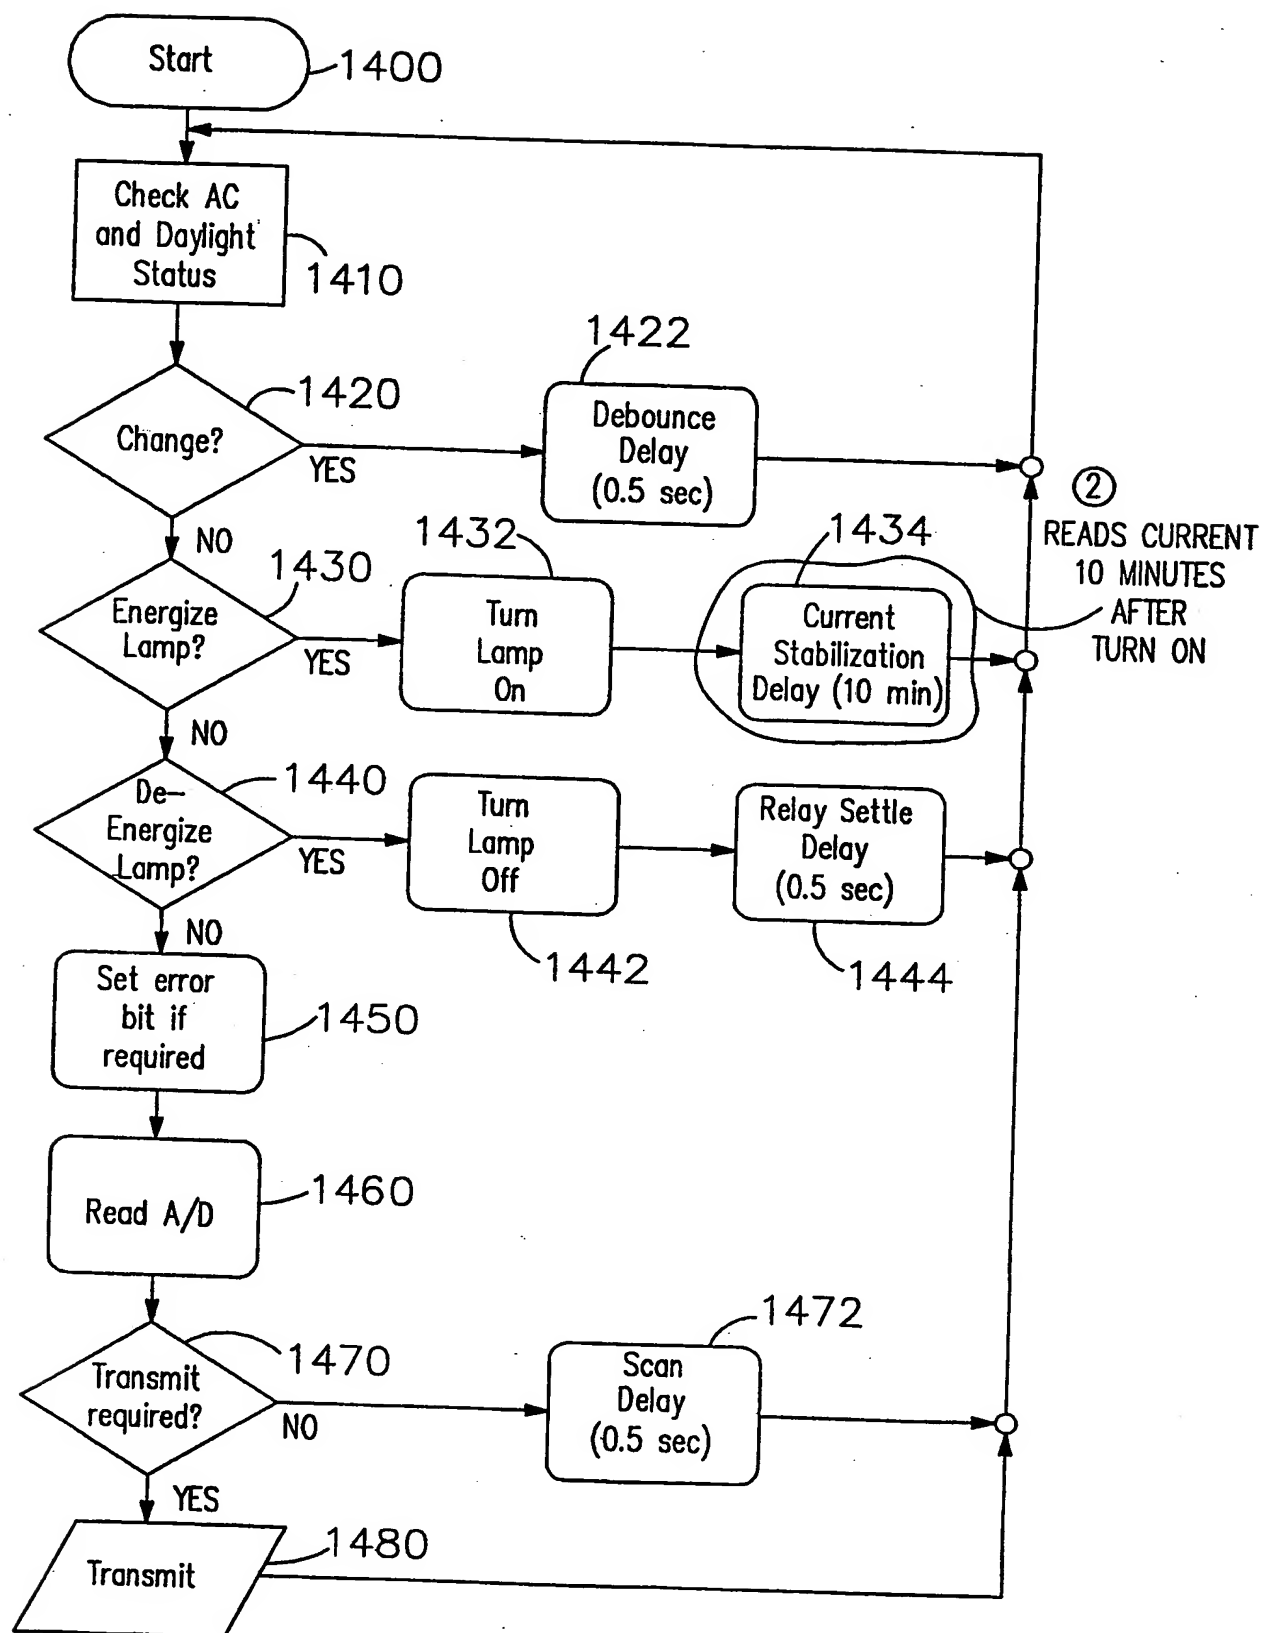 Start
1400
Check AC
and Daylight
Status
1410
1422
1420
Change?
YES
Debounce
Delay
(0.5 sec)
NO
2
READS CURRENT
10 MINUTES
AFTER
TURN ON
1430
1432
1434
Energize
Lamp?
YES
Turn
Lamp
On
Current
Stabilization
Delay (10 min)
NO
1440
De-
Energize
Lamp?
YES
Turn
Lamp
Off
Relay Settle
Delay
(0.5 sec)
1442
1444
NO
Set error
bit if
required
1450
Read A/D
1460
1470
1472
Transmit
required?
NO
Scan
Delay
(0.5 sec)
YES
Transmit
1480